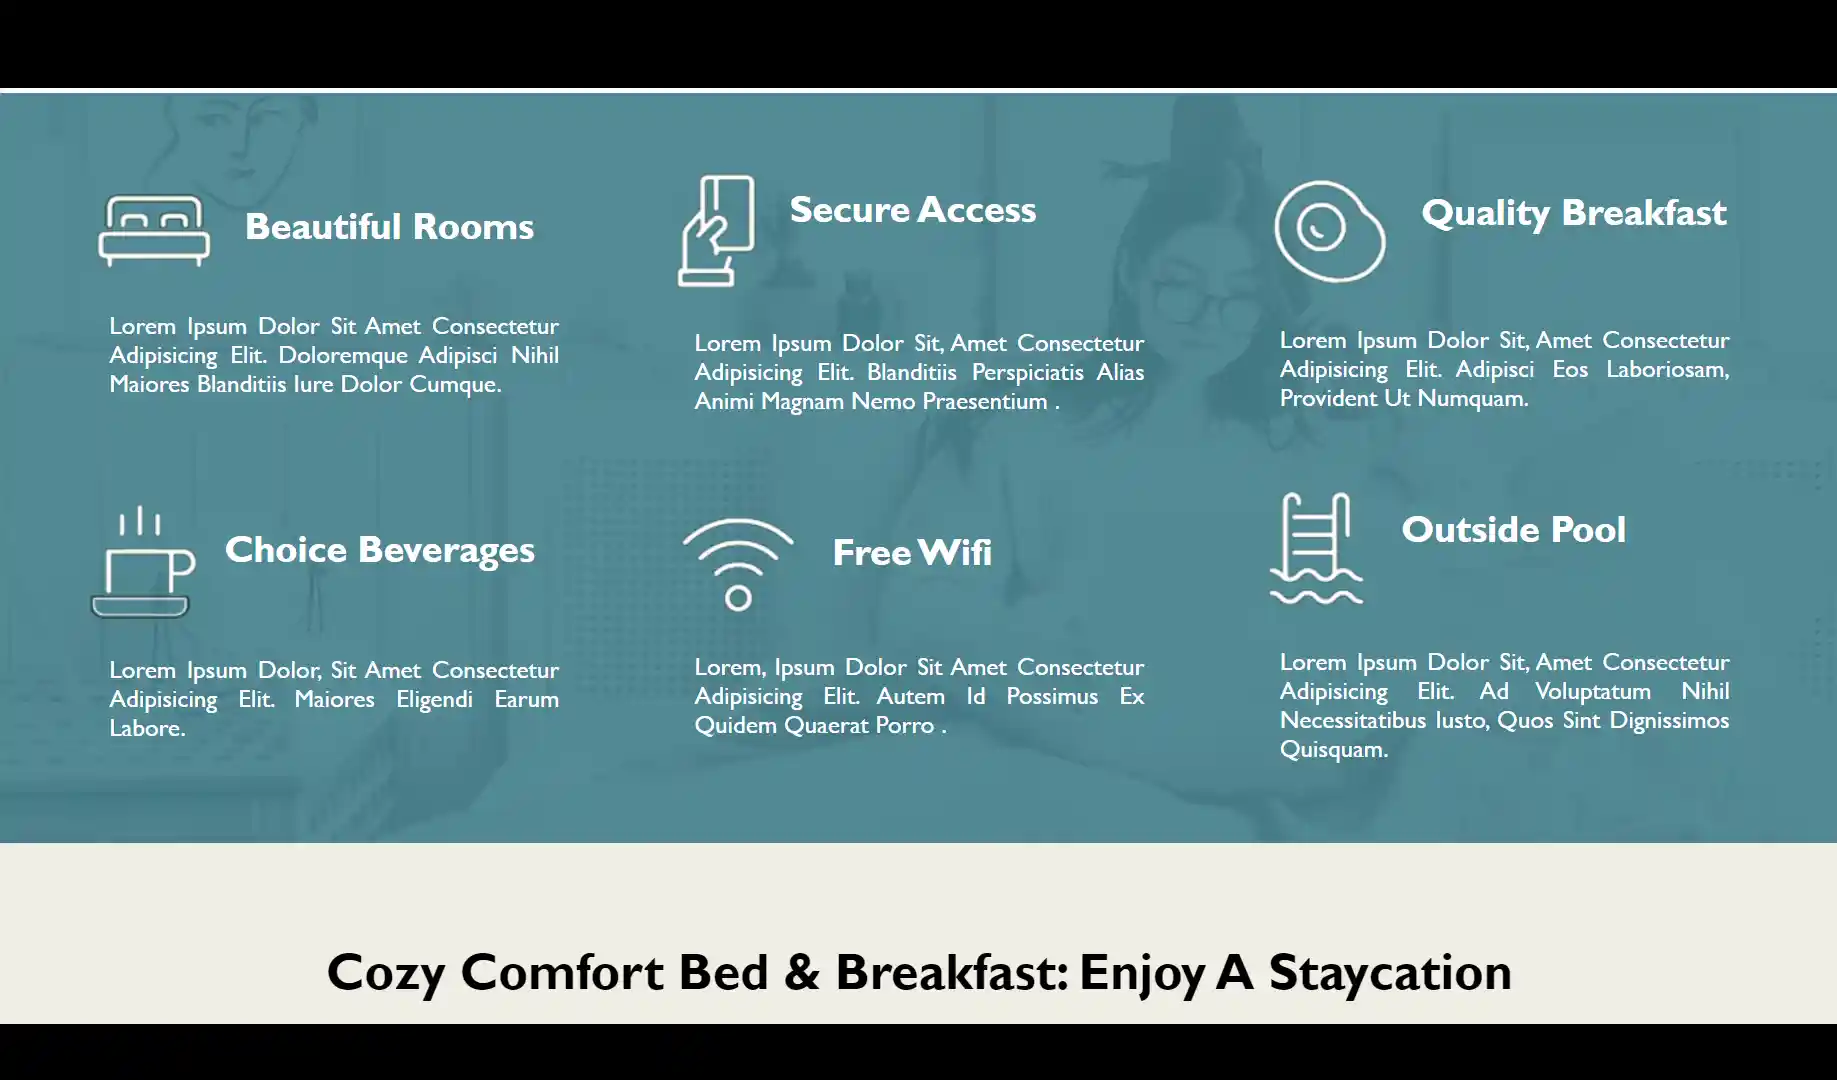 Beautiful Rooms
Lorem Ipsum Dolor Sit Amet Consectetur
Adipisicing Elit. Doloremque Adipisci Nihil
Maiores Blanditiis Iure Dolor Cumque.
Secure Access
Lorem Ipsum Dolor Sit, Amet Consectetur
Adipisicing Elit. Blanditiis Perspiciatis Alias
Animi Magnam Nemo Praesentium .
Quality Breakfast
Lorem Ipsum Dolor Sit, Amet Consectetur
Adipisicing Elit. Adipisci Eos Laboriosam,
Provident Ut Numquam.
Choice Beverages
Lorem Ipsum Dolor, Sit Amet Consectetur
Adipisicing Elit. Maiores Eligendi Earum
Labore.
Free Wifi
Lorem, Ipsum Dolor Sit Amet Consectetur
Adipisicing Elit. Autem Id Possimus Ex
Quidem Quaerat Porro .
Outside Pool
Lorem Ipsum Dolor Sit, Amet Consectetur
Adipisicing Elit. Ad Voluptatum Nihil
Necessitatibus Iusto, Quos Sint Dignissimos
Quisquam.
Cozy Comfort Bed & Breakfast: Enjoy A Staycation